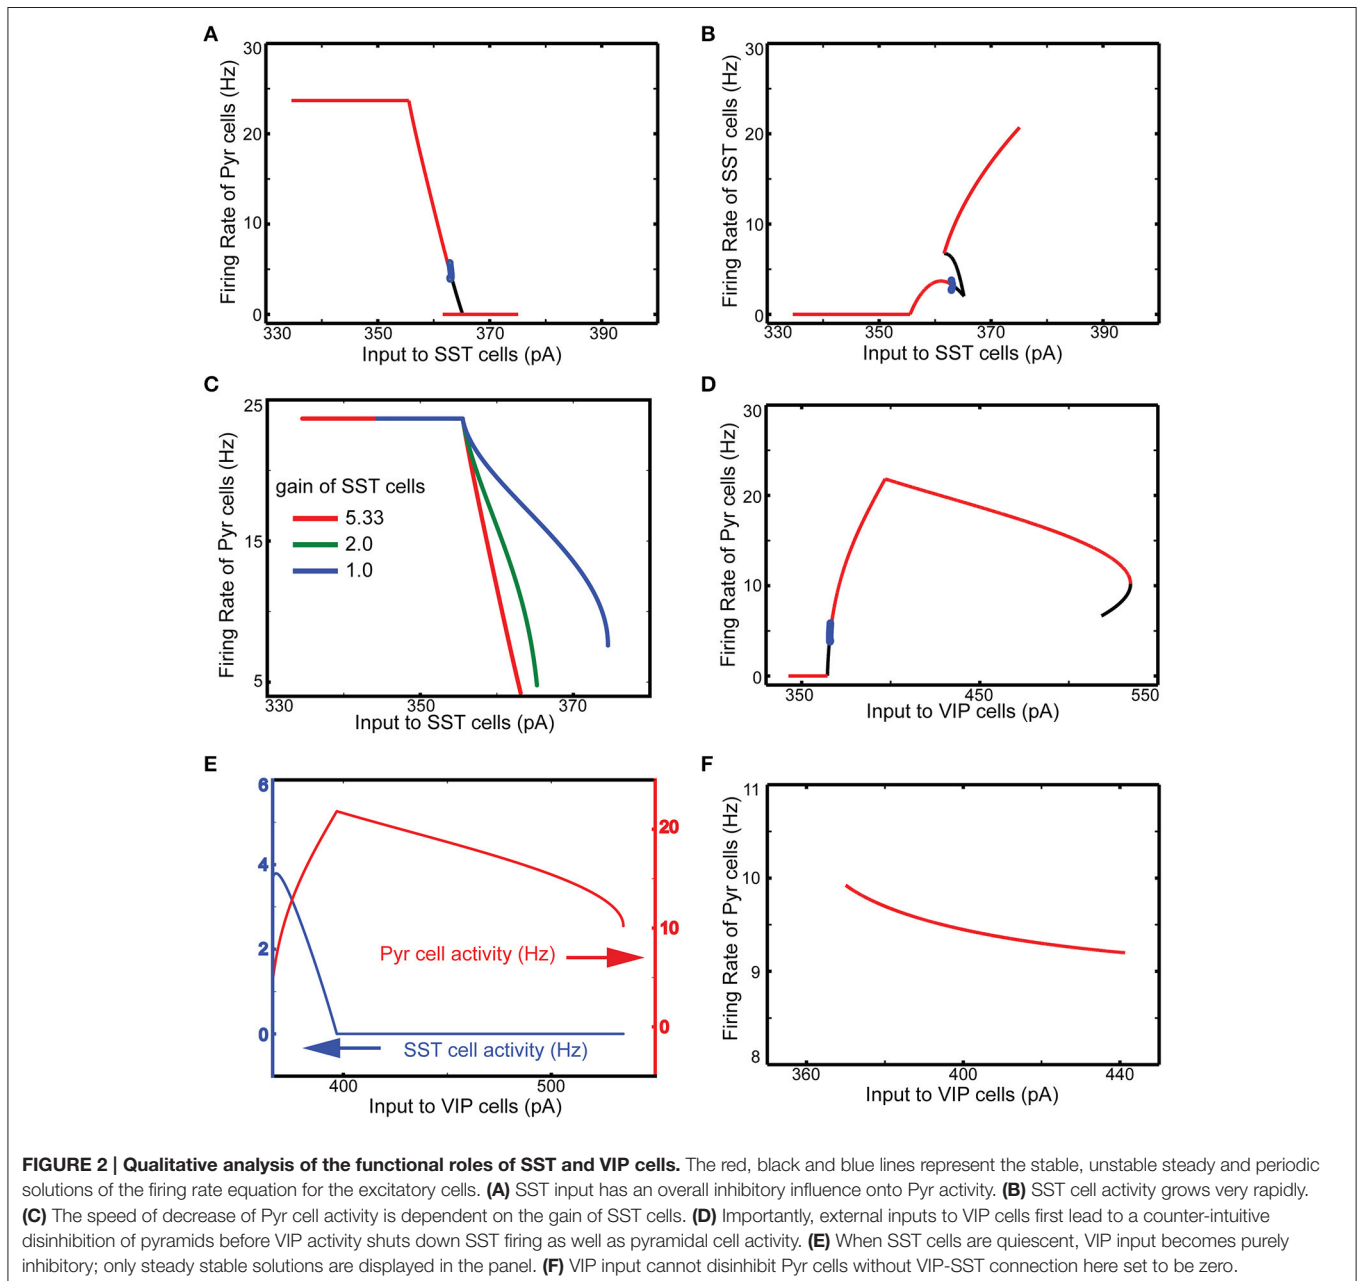 A
Firing Rate of Pyr cells (Hz)
30
20
10
0
330
350
370
390
Input to SST cells (pA)
B
Firing Rate of SST cells (Hz)
30
20
10
0
330
350
370
390
Input to SST cells (pA)
C
Firing Rate of Pyr cells (Hz)
25
15
5
gain of SST cells
5.33
2.0
1.0
330
350
370
Input to SST cells (pA)
D
Firing Rate of Pyr cells (Hz)
30
20
10
0
350
450
550
Input to VIP cells (pA)
E
6
4
2
0
20
10
0
Pyr cell activity (Hz)
SST cell activity (Hz)
400
500
Input to VIP cells (pA)
F
Firing Rate of Pyr cells (Hz)
11
10
9
8
360
400
440
Input to VIP cells (pA)
FIGURE 2 | Qualitative analysis of the functional roles of SST and VIP cells. The red, black and blue lines represent the stable, unstable steady and periodic
solutions of the firing rate equation for the excitatory cells. (A) SST input has an overall inhibitory influence onto Pyr activity. (B) SST cell activity grows very rapidly.
(C) The speed of decrease of Pyr cell activity is dependent on the gain of SST cells. (D) Importantly, external inputs to VIP cells first lead to a counter-intuitive
disinhibition of pyramids before VIP activity shuts down SST firing as well as pyramidal cell activity. (E) When SST cells are quiescent, VIP input becomes purely
inhibitory; only steady stable solutions are displayed in the panel. (F) VIP input cannot disinhibit Pyr cells without VIP-SST connection here set to be zero.